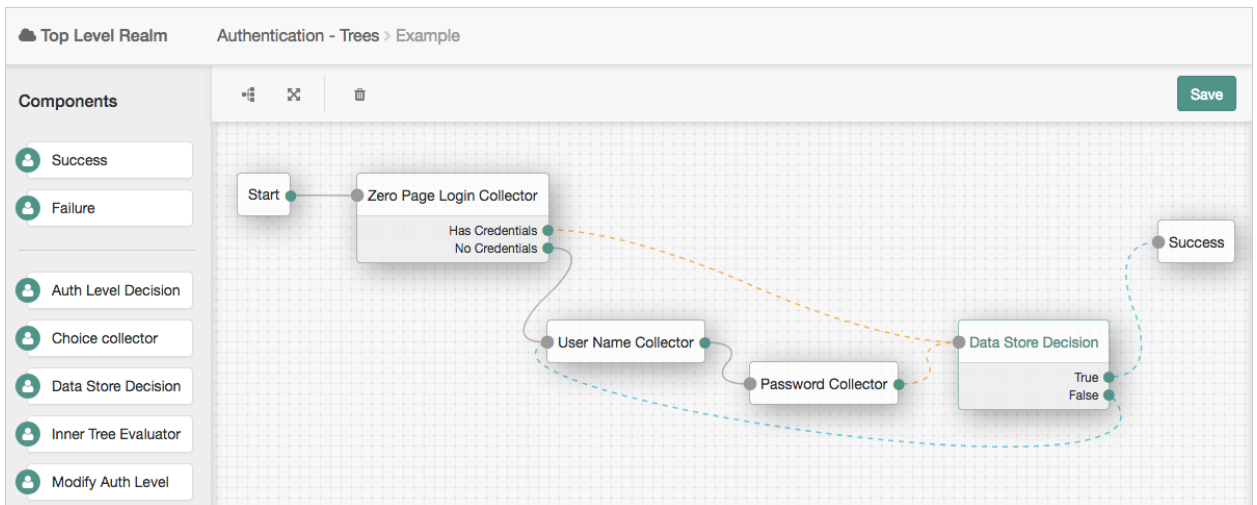 Top Level Realm
Authentication - Trees > Example
Components
Save
Success
Failure
Auth Level Decision
Choice collector
Data Store Decision
Inner Tree Evaluator
Modify Auth Level
Start
Zero Page Login Collector
Has Credentials
No Credentials
User Name Collector
Password Collector
Data Store Decision
True
False
Success